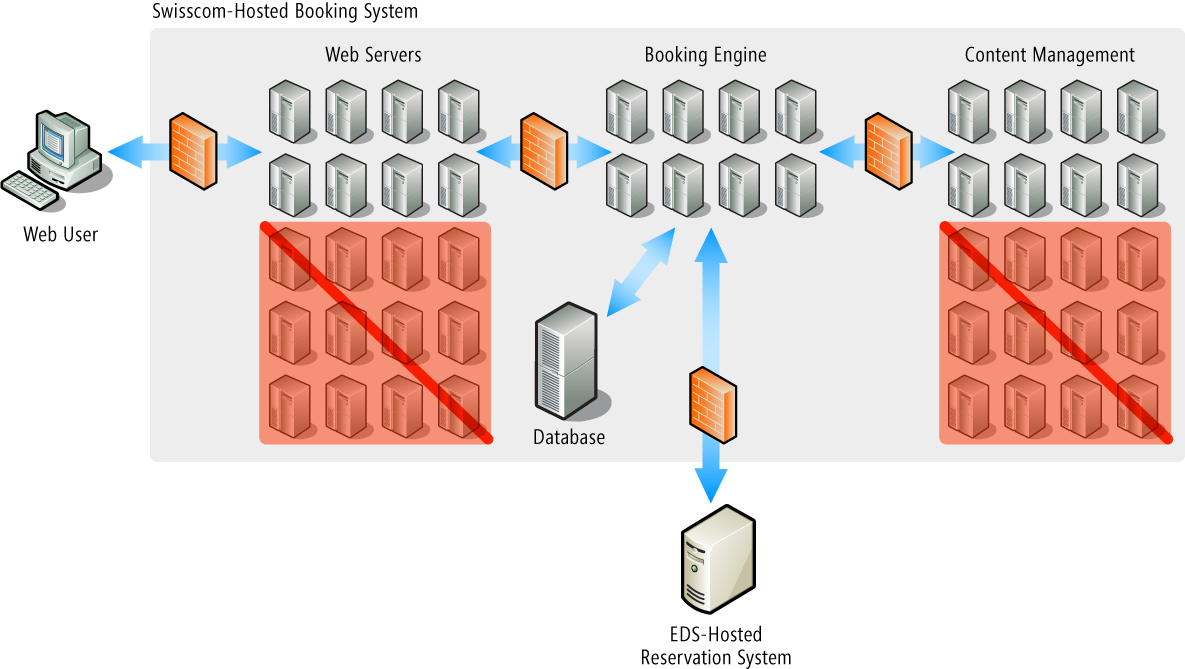 Swisscom-Hosted Booking System
Web Servers
Booking Engine
Content Management
Web User
Database
EDS-Hosted
Reservation System